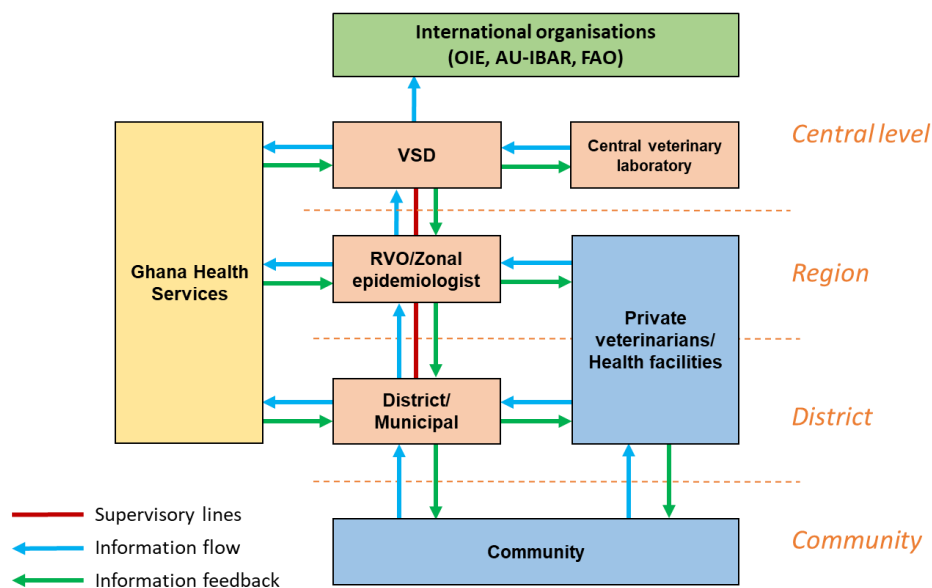 International organisations
(OIE, AU-IBAR, FAO)
Central level
VSD
Central veterinary
laboratory
Ghana Health
Services
RVO/Zonal
epidemiologist
Region
Private
veterinarians/
Health facilities
District/
Municipal
District
Supervisory lines
Information flow
Information feedback
Community
Community